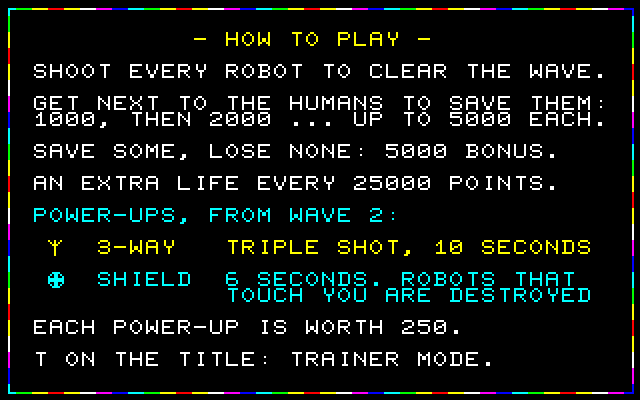 - HOW TO PLAY -
SHOOT EVERY ROBOT TO CLEAR THE WAVE.
GET NEXT TO THE HUMANS TO SAVE THEM:
1000, THEN 2000 ... UP TO 5000 EACH.
SAVE SOME, LOSE NONE: 5000 BONUS.
AN EXTRA LIFE EVERY 25000 POINTS.
POWER-UPS, FROM WAVE 2:
3-WAY TRIPLE SHOT, 10 SECONDS
SHIELD 6 SECONDS. ROBOTS THAT
TOUCH YOU ARE DESTROYED
EACH POWER-UP IS WORTH 250.
T ON THE TITLE: TRAINER MODE.